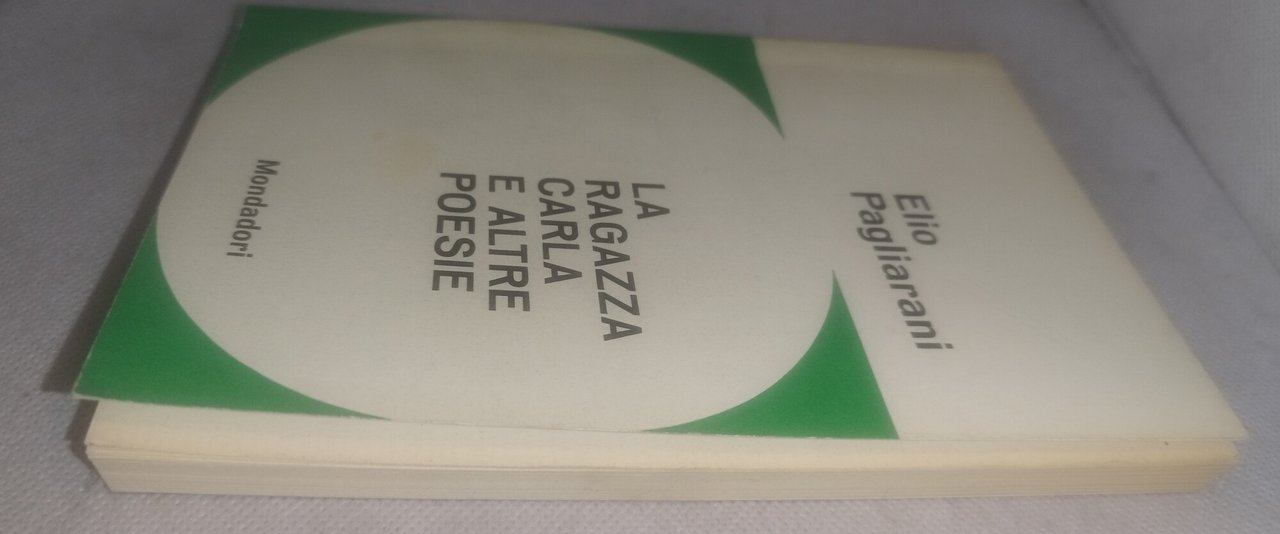 Elio
Pagliarani
LA
RAGAZZA
CARLA
E ALTRE
POESIE
Mondadori